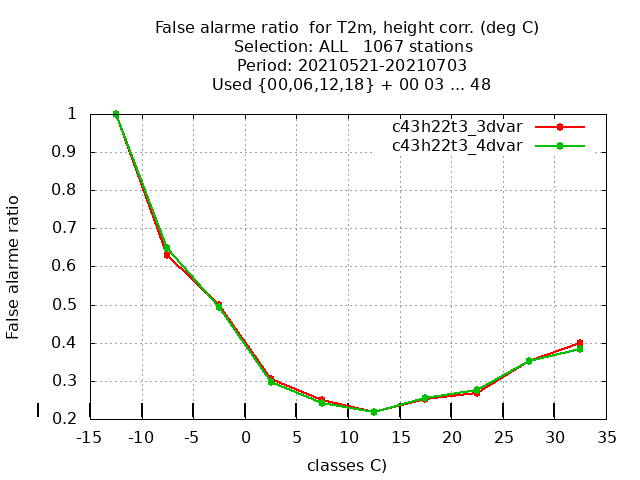 False alarme ratio  for T2m, height corr. (deg C)
Selection: ALL   1067 stations
Period: 20210521-20210703
Used {00,06,12,18} + 00 03 ... 48
c43h22t3_3dvar
c43h22t3_4dvar
False alarme ratio
1
0.9
0.8
0.7
0.6
0.5
0.4
0.3
0.2
-15 -10 -5 0 5 10 15 20 25 30 35
classes C)